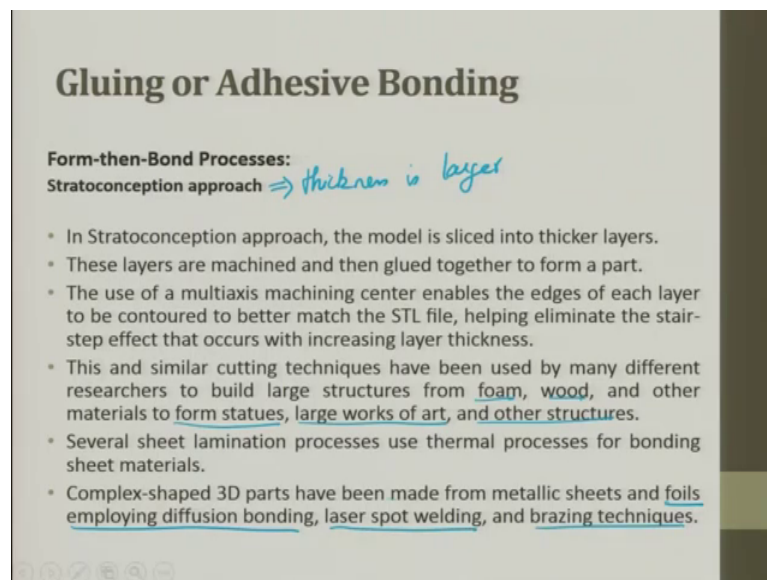 Gluing or Adhesive Bonding
Form-then-Bond Processes:
Stratoconception approach ⇒ thickness is larger
• In Stratoconception approach, the model is sliced into thicker layers.
• These layers are machined and then glued together to form a part.
• The use of a multiaxis machining center enables the edges of each layer
to be contoured to better match the STL file, helping eliminate the stair-
step effect that occurs with increasing layer thickness.
• This and similar cutting techniques have been used by many different
researchers to build large structures from foam, wood, and other
materials to form statues, large works of art, and other structures.
• Several sheet lamination processes use thermal processes for bonding
sheet materials.
• Complex-shaped 3D parts have been made from metallic sheets and foils
employing diffusion bonding, laser spot welding, and brazing techniques.